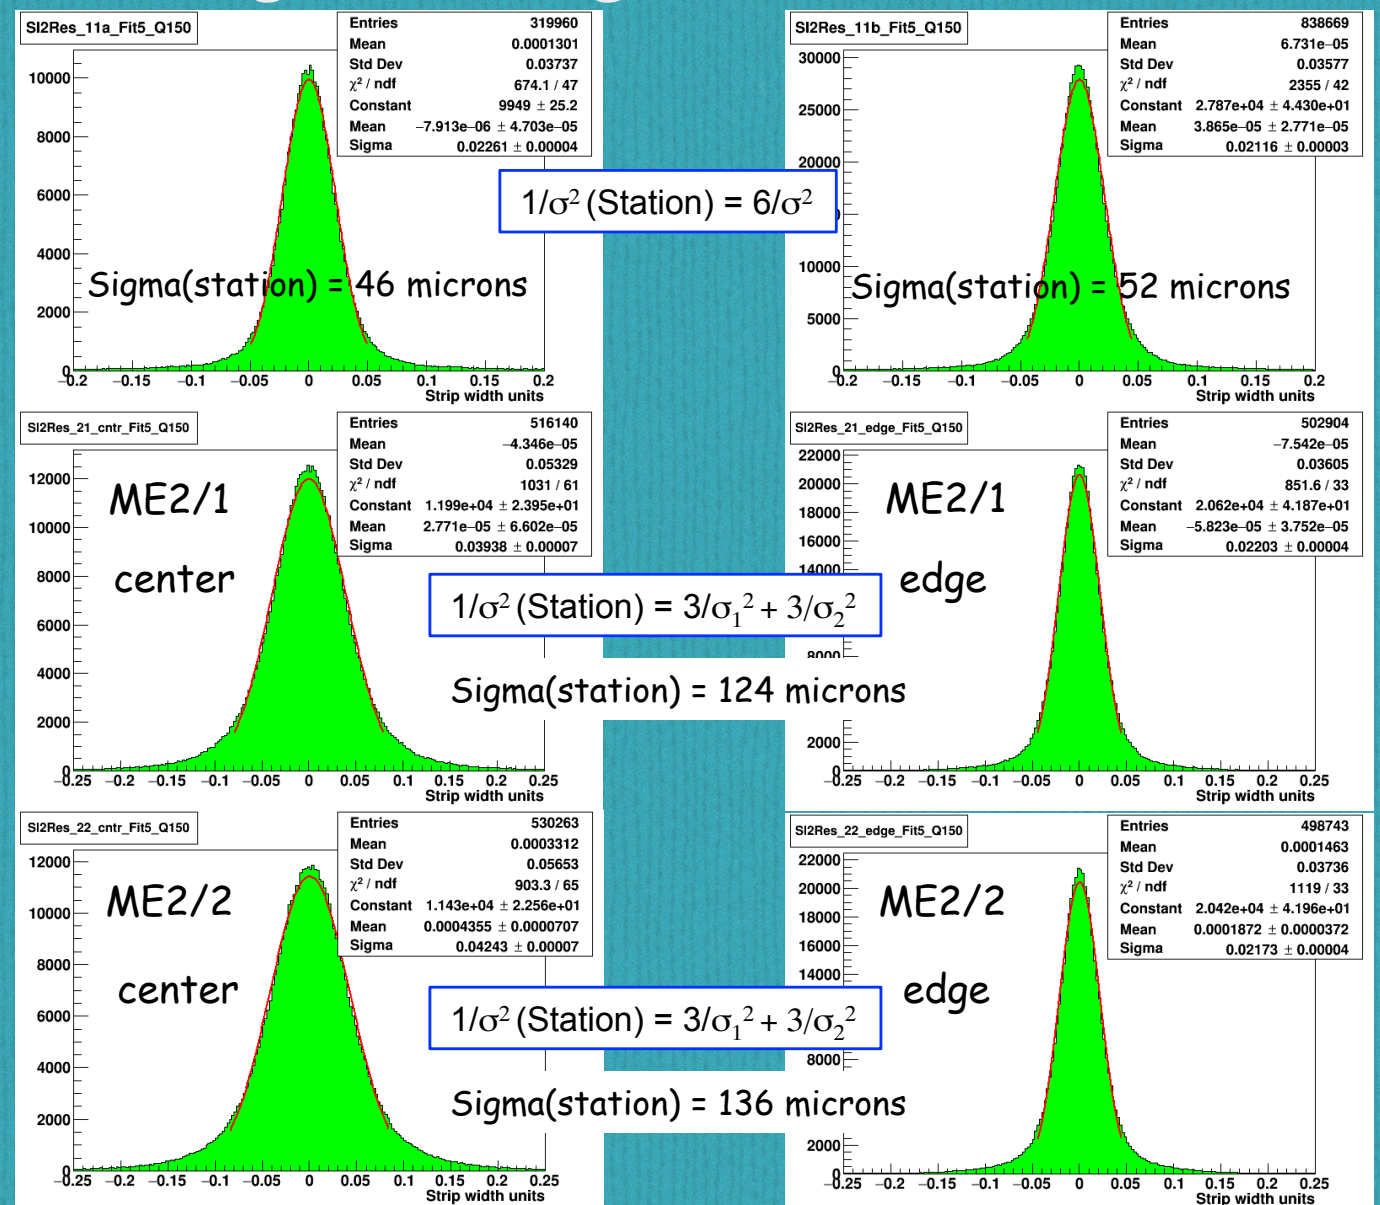 SI2Res_11a_Fit5_Q150
Entries 319960
Mean 0.0001301
Std Dev 0.03737
χ² / ndf 674.1 / 47
Constant 9949 ± 25.2
Mean −7.913e−06 ± 4.703e−05
Sigma 0.02261 ± 0.00004
10000
8000
6000
4000
2000
0
−0.2 −0.15 −0.1 −0.05 0 0.05 0.1 0.15 0.2
Strip width units
Sigma(station) = 46 microns
SI2Res_11b_Fit5_Q150
Entries 838669
Mean 6.731e−05
Std Dev 0.03577
χ² / ndf 2355 / 42
Constant 2.787e+04 ± 4.430e+01
Mean 3.865e−05 ± 2.771e−05
Sigma 0.02116 ± 0.00003
30000
25000
20000
10000
5000
0
−0.2 −0.15 −0.1 −0.05 0 0.05 0.1 0.15 0.2
Strip width units
Sigma(station) = 52 microns
1/σ² (Station) = 6/σ²
SI2Res_21_cntr_Fit5_Q150
Entries 516140
Mean −4.346e−05
Std Dev 0.05329
χ² / ndf 1031 / 61
Constant 1.199e+04 ± 2.395e+01
Mean 2.771e−05 ± 6.602e−05
Sigma 0.03938 ± 0.00007
ME2/1
center
12000
10000
8000
6000
4000
2000
0
−0.25 −0.2 −0.15 −0.1 −0.05 0 0.05 0.1 0.15 0.2 0.25
Strip width units
SI2Res_21_edge_Fit5_Q150
Entries 502904
Mean −7.542e−05
Std Dev 0.03605
χ² / ndf 851.6 / 33
Constant 2.062e+04 ± 4.187e+01
Mean −5.823e−05 ± 3.752e−05
Sigma 0.02203 ± 0.00004
ME2/1
edge
22000
20000
18000
16000
14000
8000
2000
0
−0.25 −0.2 −0.15 −0.1 −0.05 0 0.05 0.1 0.15 0.2 0.25
Strip width units
1/σ² (Station) = 3/σ₁² + 3/σ₂²
Sigma(station) = 124 microns
SI2Res_22_cntr_Fit5_Q150
Entries 530263
Mean 0.0003312
Std Dev 0.05653
χ² / ndf 903.3 / 65
Constant 1.143e+04 ± 2.256e+01
Mean 0.0004355 ± 0.0000707
Sigma 0.04243 ± 0.00007
ME2/2
center
12000
10000
8000
6000
4000
2000
0
−0.25 −0.2 −0.15 −0.1 −0.05 0 0.05 0.1 0.15 0.2 0.25
Strip width units
SI2Res_22_edge_Fit5_Q150
Entries 498743
Mean 0.0001463
Std Dev 0.03736
χ² / ndf 1119 / 33
Constant 2.042e+04 ± 4.196e+01
Mean 0.0001872 ± 0.0000372
Sigma 0.02173 ± 0.00004
ME2/2
edge
22000
20000
18000
16000
14000
8000
2000
0
−0.25 −0.2 −0.15 −0.1 −0.05 0 0.05 0.1 0.15 0.2 0.25
Strip width units
1/σ² (Station) = 3/σ₁² + 3/σ₂²
Sigma(station) = 136 microns